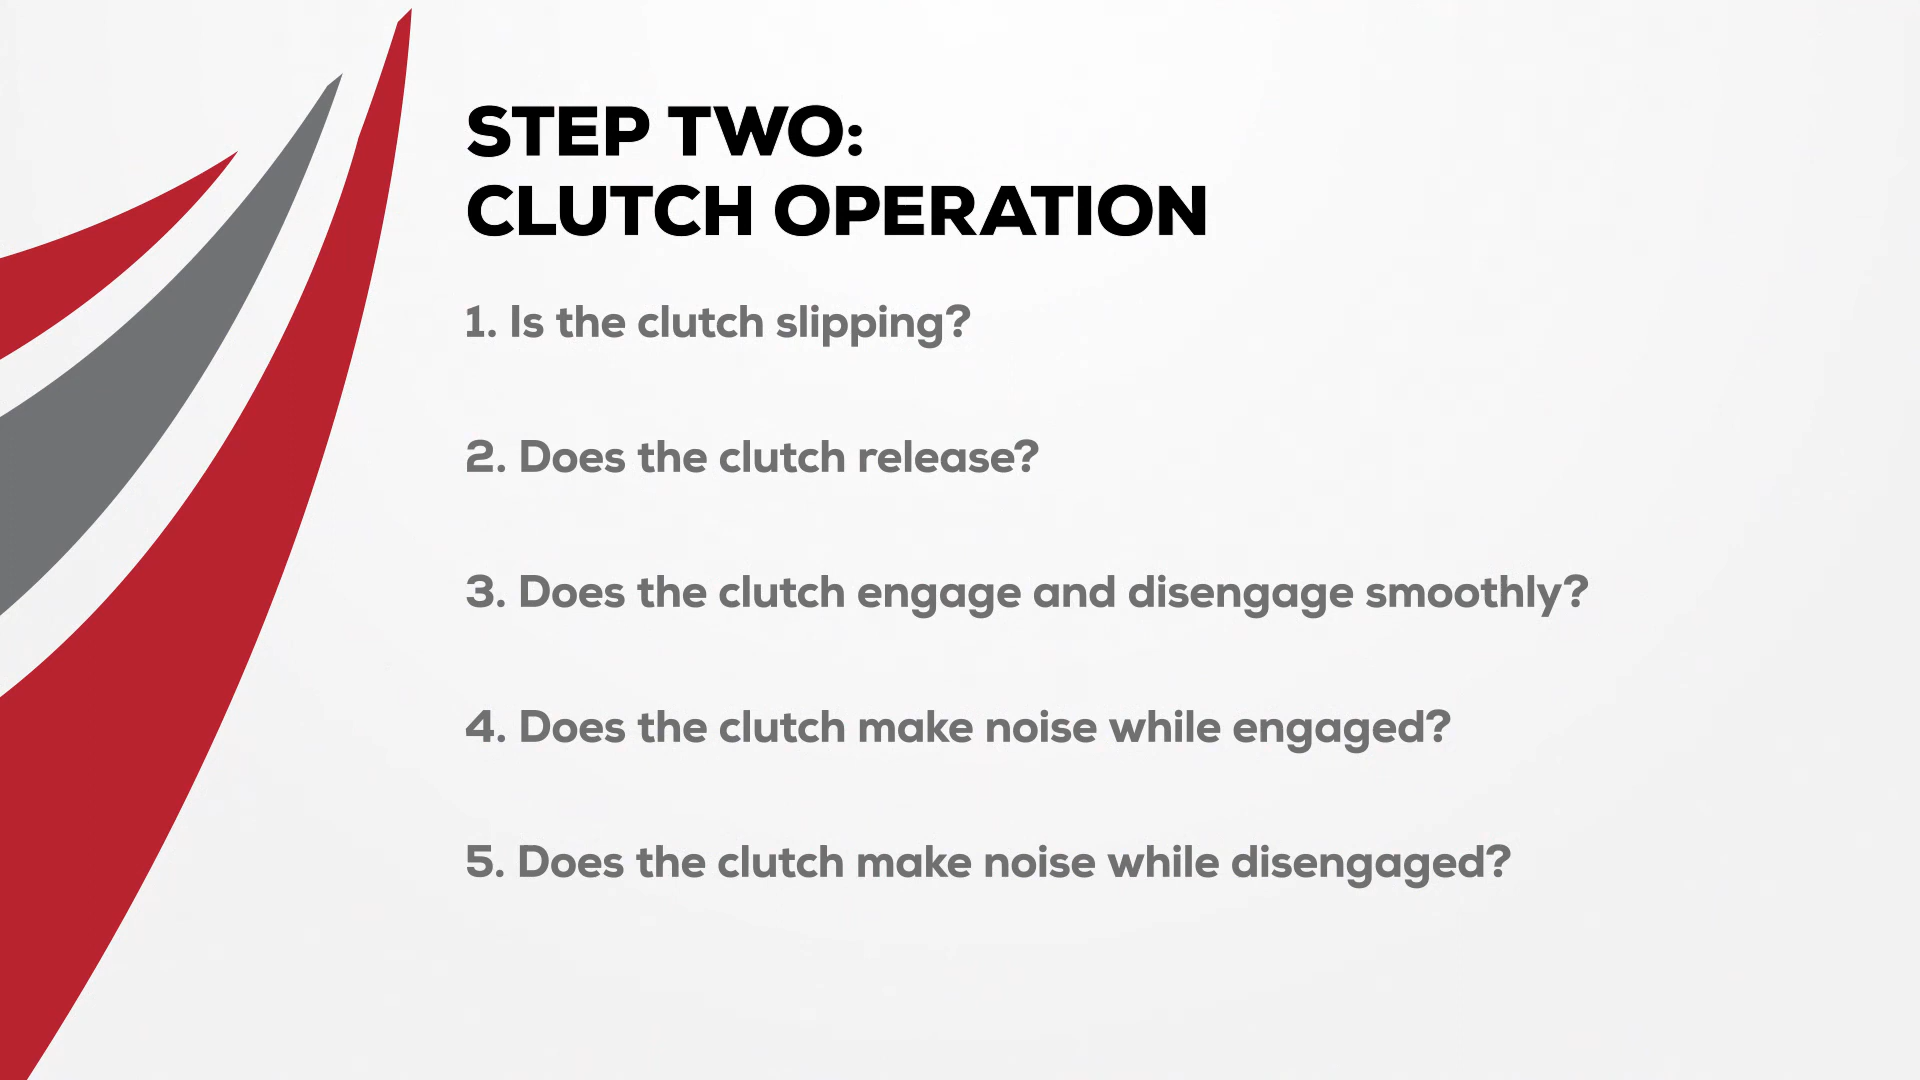 STEP TWO:
CLUTCH OPERATION
1. Is the clutch slipping?
2. Does the clutch release?
3. Does the clutch engage and disengage smoothly?
4. Does the clutch make noise while engaged?
5. Does the clutch make noise while disengaged?